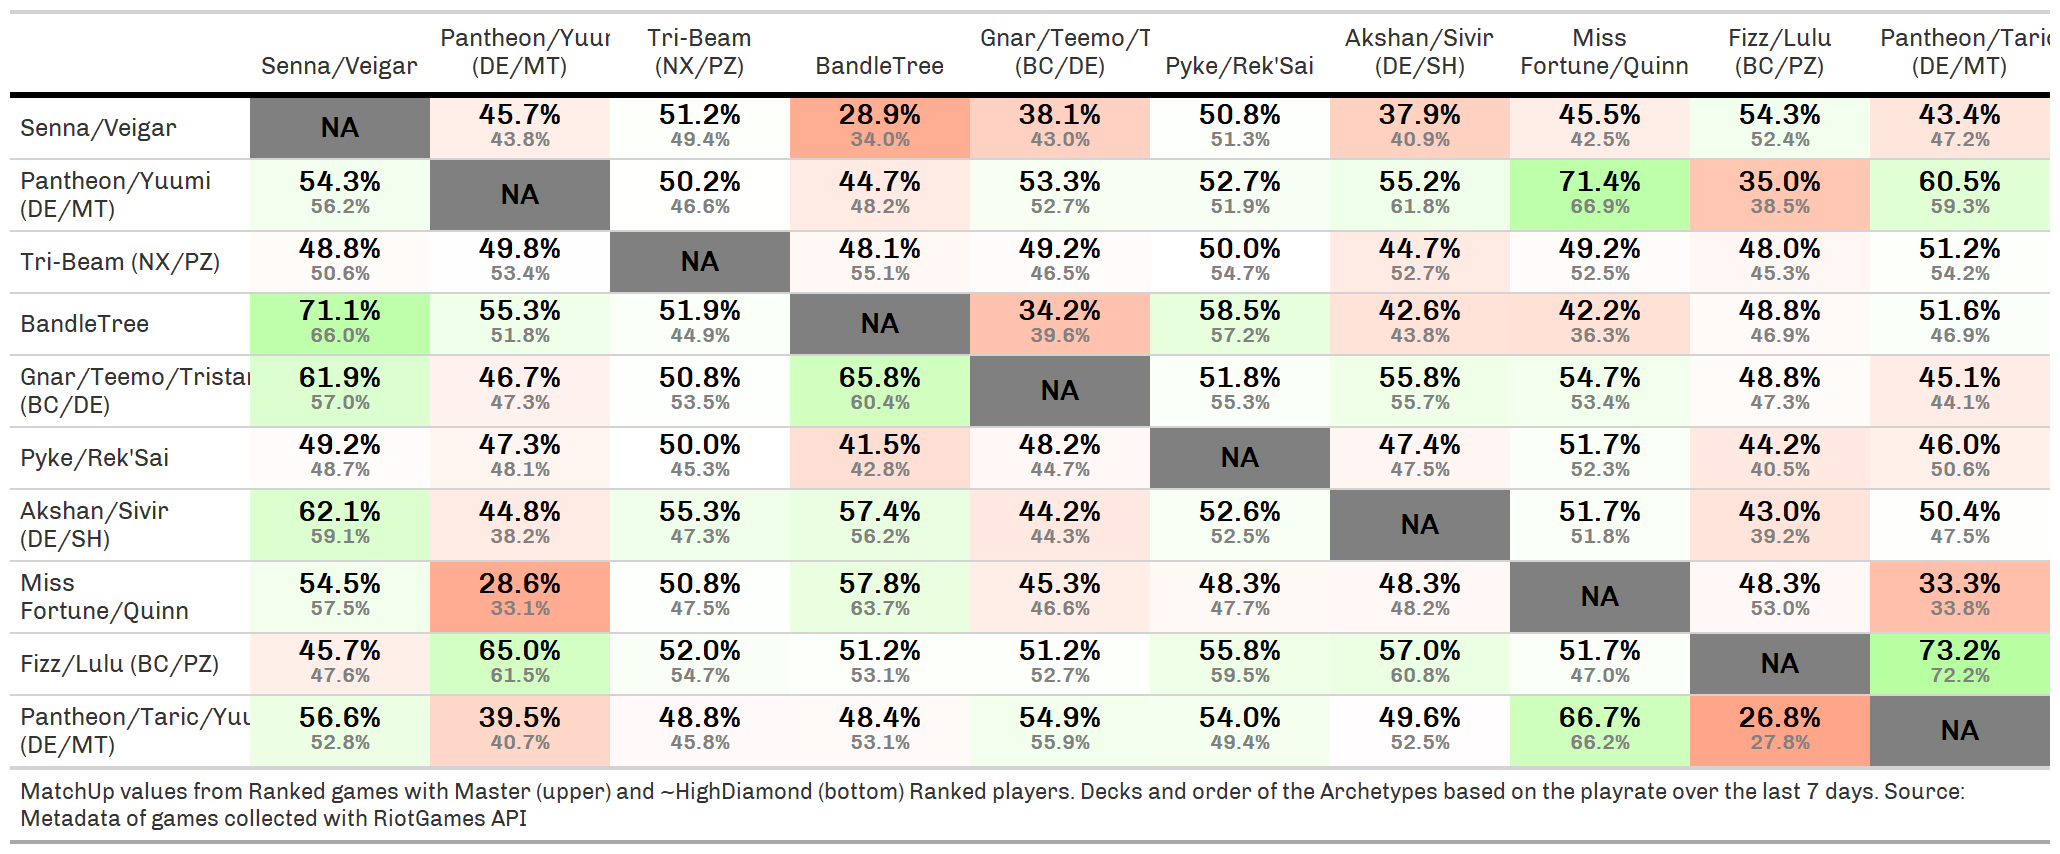 Senna/Veigar Pantheon/Yuur (DE/MT) Tri-Beam (NX/PZ) BandleTree Gnar/Teemo/T (BC/DE) Pyke/Rek'Sai Akshan/Sivir (DE/SH) Miss Fortune/Quinn Fizz/Lulu (BC/PZ) Pantheon/Taric (DE/MT)
Senna/Veigar NA 45.7% 51.2% 28.9% 38.1% 50.8% 37.9% 45.5% 54.3% 43.4%
43.8% 49.4% 34.0% 43.0% 51.3% 40.9% 42.5% 52.4% 47.2%
Pantheon/Yuumi (DE/MT) 54.3% NA 50.2% 44.7% 53.3% 52.7% 55.2% 71.4% 35.0% 60.5%
56.2% 46.6% 48.2% 52.7% 51.9% 61.8% 66.9% 38.5% 59.3%
Tri-Beam (NX/PZ) 48.8% 49.8% NA 48.1% 49.2% 50.0% 44.7% 49.2% 48.0% 51.2%
50.6% 53.4% 55.1% 46.5% 54.7% 52.7% 52.5% 45.3% 54.2%
BandleTree 71.1% 55.3% 51.9% NA 34.2% 58.5% 42.6% 42.2% 48.8% 51.6%
66.0% 51.8% 44.9% 39.6% 57.2% 43.8% 36.3% 46.9% 46.9%
Gnar/Teemo/Tristar (BC/DE) 61.9% 46.7% 50.8% 65.8% NA 51.8% 55.8% 54.7% 48.8% 45.1%
57.0% 47.3% 53.5% 60.4% 55.3% 55.7% 53.4% 47.3% 44.1%
Pyke/Rek'Sai 49.2% 47.3% 50.0% 41.5% 48.2% NA 47.4% 51.7% 44.2% 46.0%
48.7% 48.1% 45.3% 42.8% 44.7% 47.5% 52.3% 40.5% 50.6%
Akshan/Sivir (DE/SH) 62.1% 44.8% 55.3% 57.4% 44.2% 52.6% NA 51.7% 43.0% 50.4%
59.1% 38.2% 47.3% 56.2% 44.3% 52.5% 51.8% 39.2% 47.5%
Miss Fortune/Quinn 54.5% 28.6% 50.8% 57.8% 45.3% 48.3% 48.3% NA 48.3% 33.3%
57.5% 33.1% 47.5% 63.7% 46.6% 47.7% 48.2% 53.0% 33.8%
Fizz/Lulu (BC/PZ) 45.7% 65.0% 52.0% 51.2% 51.2% 55.8% 57.0% 51.7% NA 73.2%
47.6% 61.5% 54.7% 53.1% 52.7% 59.5% 60.8% 47.0% 72.2%
Pantheon/Taric/Yuu (DE/MT) 56.6% 39.5% 48.8% 48.4% 54.9% 54.0% 49.6% 66.7% 26.8% NA
52.8% 40.7% 45.8% 53.1% 55.9% 49.4% 52.5% 66.2% 27.8%
MatchUp values from Ranked games with Master (upper) and ~HighDiamond (bottom) Ranked players. Decks and order of the Archetypes based on the playrate over the last 7 days. Source:
Metadata of games collected with RiotGames API